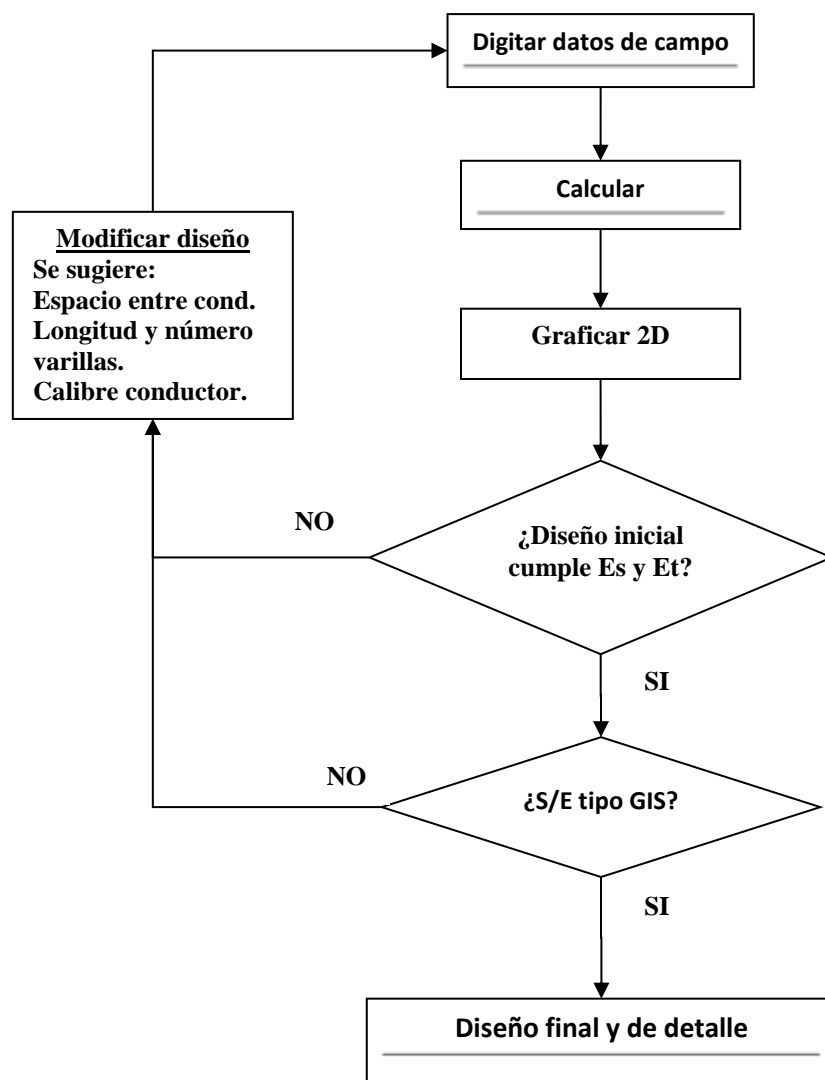 Digitar datos de campo
Calcular
Modificar diseño
Se sugiere:
Espacio entre cond.
Longitud y número
varillas.
Calibre conductor.
Graficar 2D
NO
¿Diseño inicial
cumple Es y Et?
SI
NO
¿S/E tipo GIS?
SI
Diseño final y de detalle